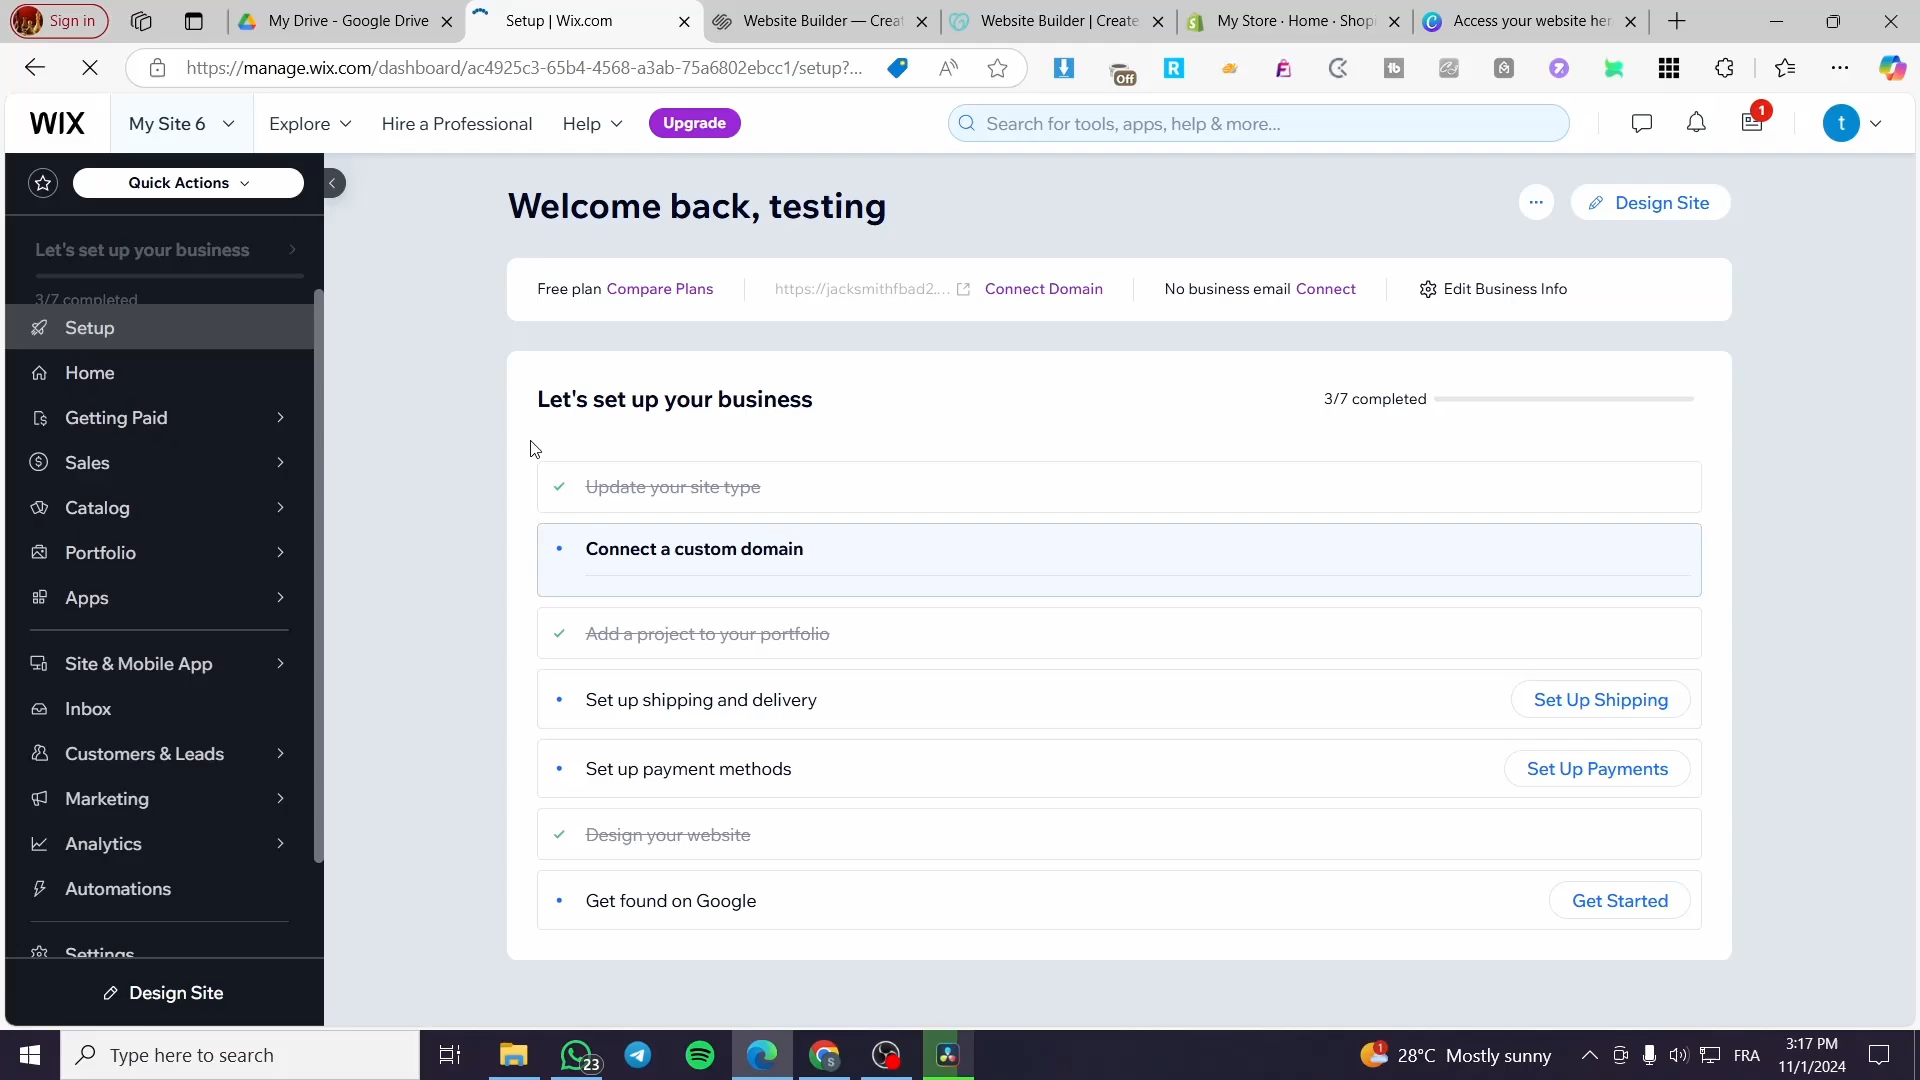 Sign in
My Drive - Google Drive
Setup | Wix.com
Website Builder — Creat
Website Builder | Create
My Store · Home · Shopi
Access your website her
https://manage.wix.com/dashboard/ac4925c3-65b4-4568-a3ab-75a6802ebcc1/setup?...
Off
WIX
My Site 6
Explore
Hire a Professional
Help
Upgrade
Search for tools, apps, help & more...
1
t
Quick Actions
Let's set up your business
3/7 completed
Setup
Home
Getting Paid
Sales
Catalog
Portfolio
Apps
Site & Mobile App
Inbox
Customers & Leads
Marketing
Analytics
Automations
Settings
Design Site
Welcome back, testing
Design Site
Free plan Compare Plans
https://jacksmithfbad2.... Connect Domain
No business email Connect
Edit Business Info
Let's set up your business
3/7 completed
Update your site type
Connect a custom domain
Add a project to your portfolio
Set up shipping and delivery
Set Up Shipping
Set up payment methods
Set Up Payments
Design your website
Get found on Google
Get Started
Type here to search
23
1
28°C Mostly sunny
FRA
3:17 PM
11/1/2024